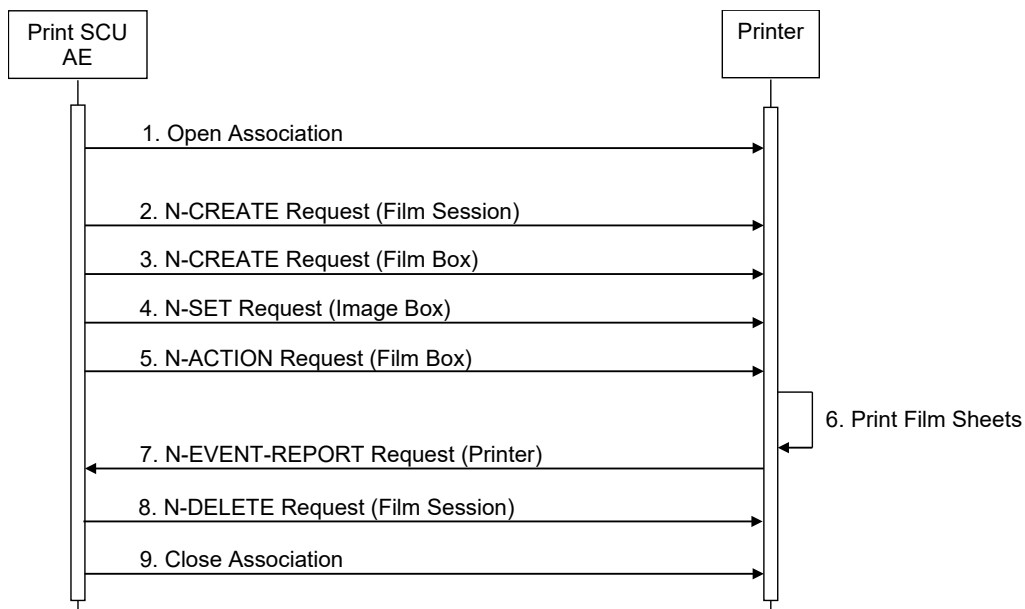 Print SCU
AE
Printer
1. Open Association
2. N-CREATE Request (Film Session)
3. N-CREATE Request (Film Box)
4. N-SET Request (Image Box)
5. N-ACTION Request (Film Box)
6. Print Film Sheets
7. N-EVENT-REPORT Request (Printer)
8. N-DELETE Request (Film Session)
9. Close Association